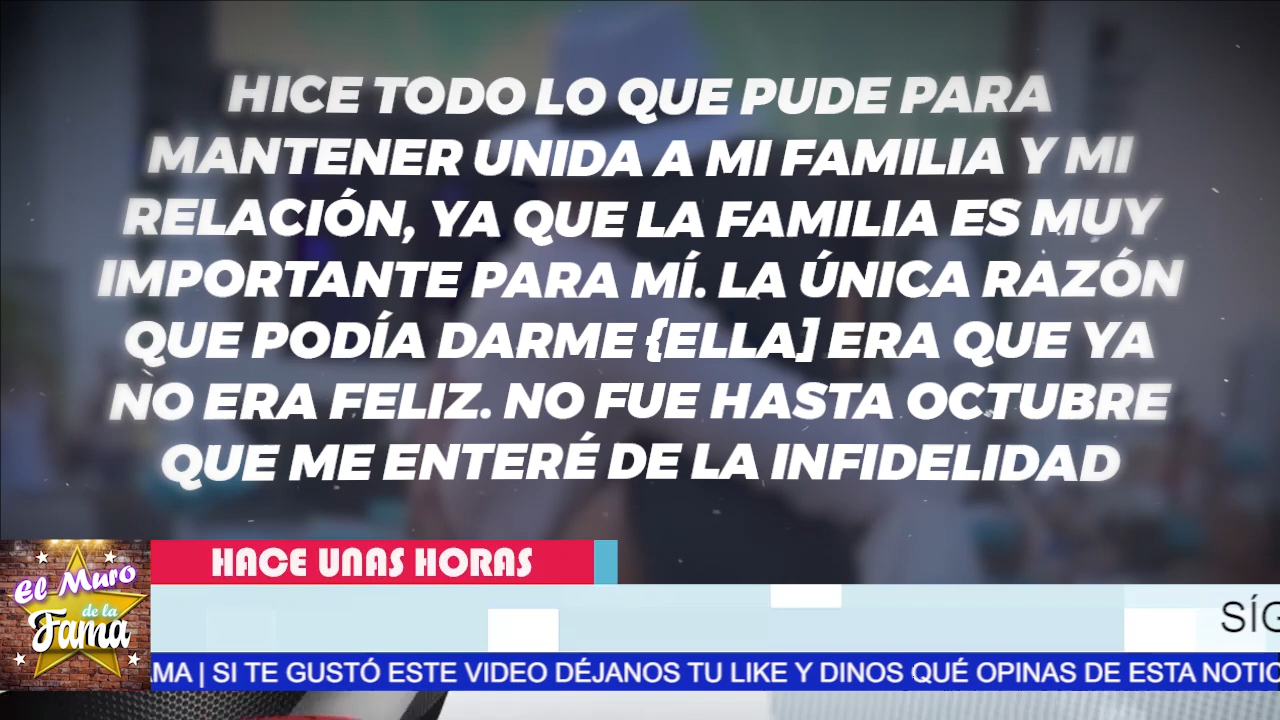 HICE TODO LO QUE PUDE PARA
MANTENER UNIDA A MI FAMILIA Y MI
RELACIÓN, YA QUE LA FAMILIA ES MUY
IMPORTANTE PARA MÍ. LA ÚNICA RAZÓN
QUE PODÍA DARME {ELLA] ERA QUE YA
NO ERA FELIZ. NO FUE HASTA OCTUBRE
QUE ME ENTERÉ DE LA INFIDELIDAD
HACE UNAS HORAS
El Muro
de la
Fama
SÍG
MA | SI TE GUSTÓ ESTE VIDEO DÉJANOS TU LIKE Y DINOS QUÉ OPINAS DE ESTA NOTIC